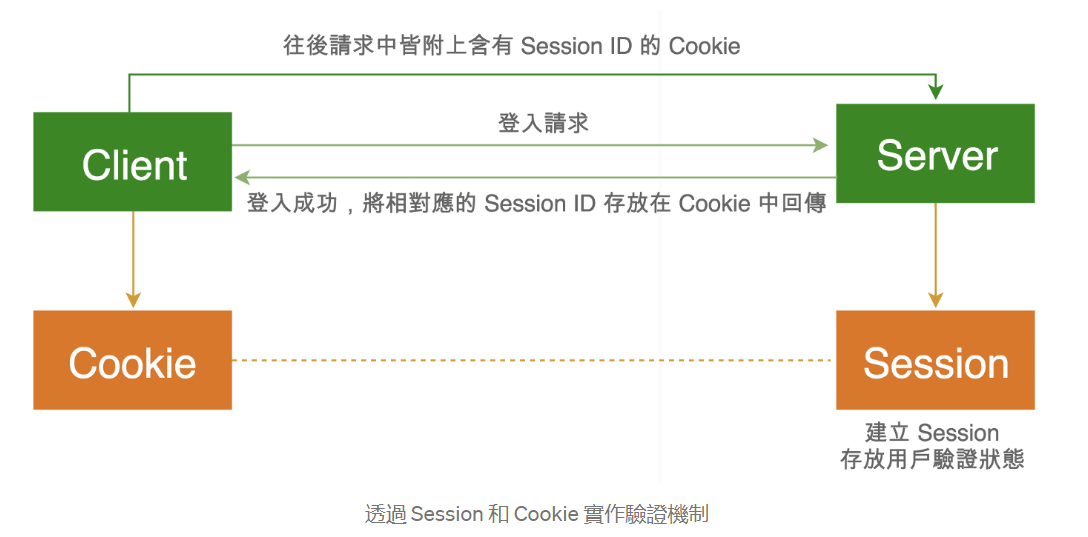 往後請求中皆附上含有 Session ID 的 Cookie
登入請求
Client
Server
登入成功，將相對應的 Session ID 存放在 Cookie 中回傳
Cookie
Session
建立 Session
存放用戶驗證狀態
透過 Session 和 Cookie 實作驗證機制